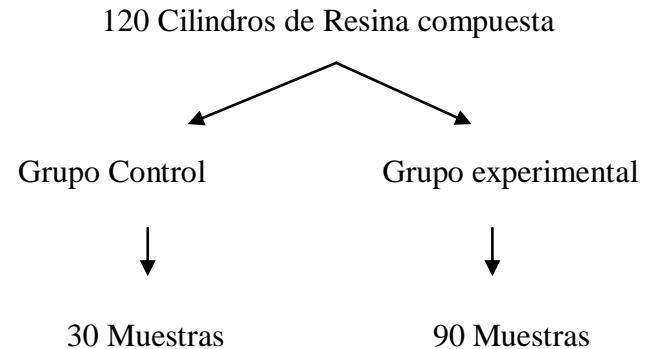 120 Cilindros de Resina compuesta
Grupo Control
Grupo experimental
30 Muestras
90 Muestras